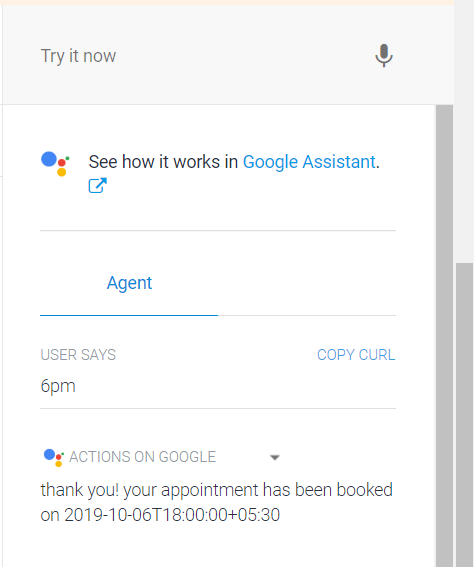 Try it now
See how it works in Google Assistant.
Agent
USER SAYS COPY CURL
6pm
ACTIONS ON GOOGLE
thank you! your appointment has been booked
on 2019-10-06T18:00:00+05:30